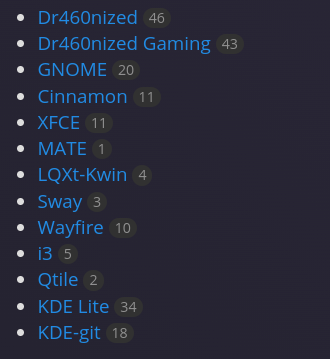 Dr460nized 46
Dr460nized Gaming 43
GNOME 20
Cinnamon 11
XFCE 11
MATE 1
LQXt-Kwin 4
Sway 3
Wayfire 10
i3 5
Qtile 2
KDE Lite 34
KDE-git 18